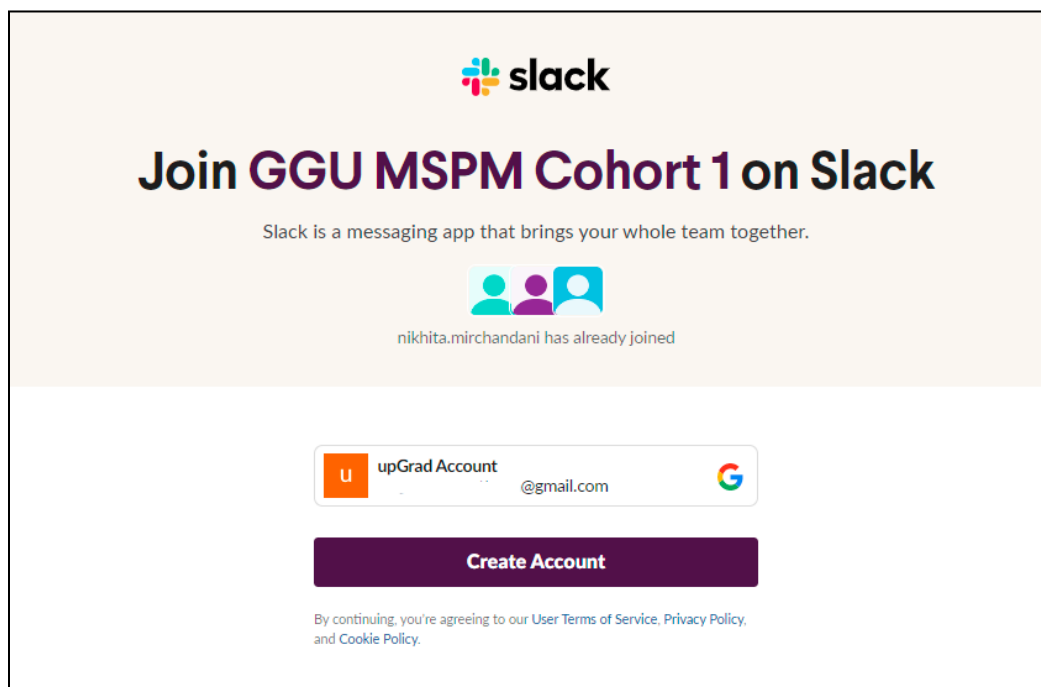 slack
Join GGU MSPM Cohort 1 on Slack
Slack is a messaging app that brings your whole team together.
nikhita.mirchandani has already joined
u
upGrad Account
@gmail.com
Create Account
By continuing, you're agreeing to our User Terms of Service, Privacy Policy,
and Cookie Policy.